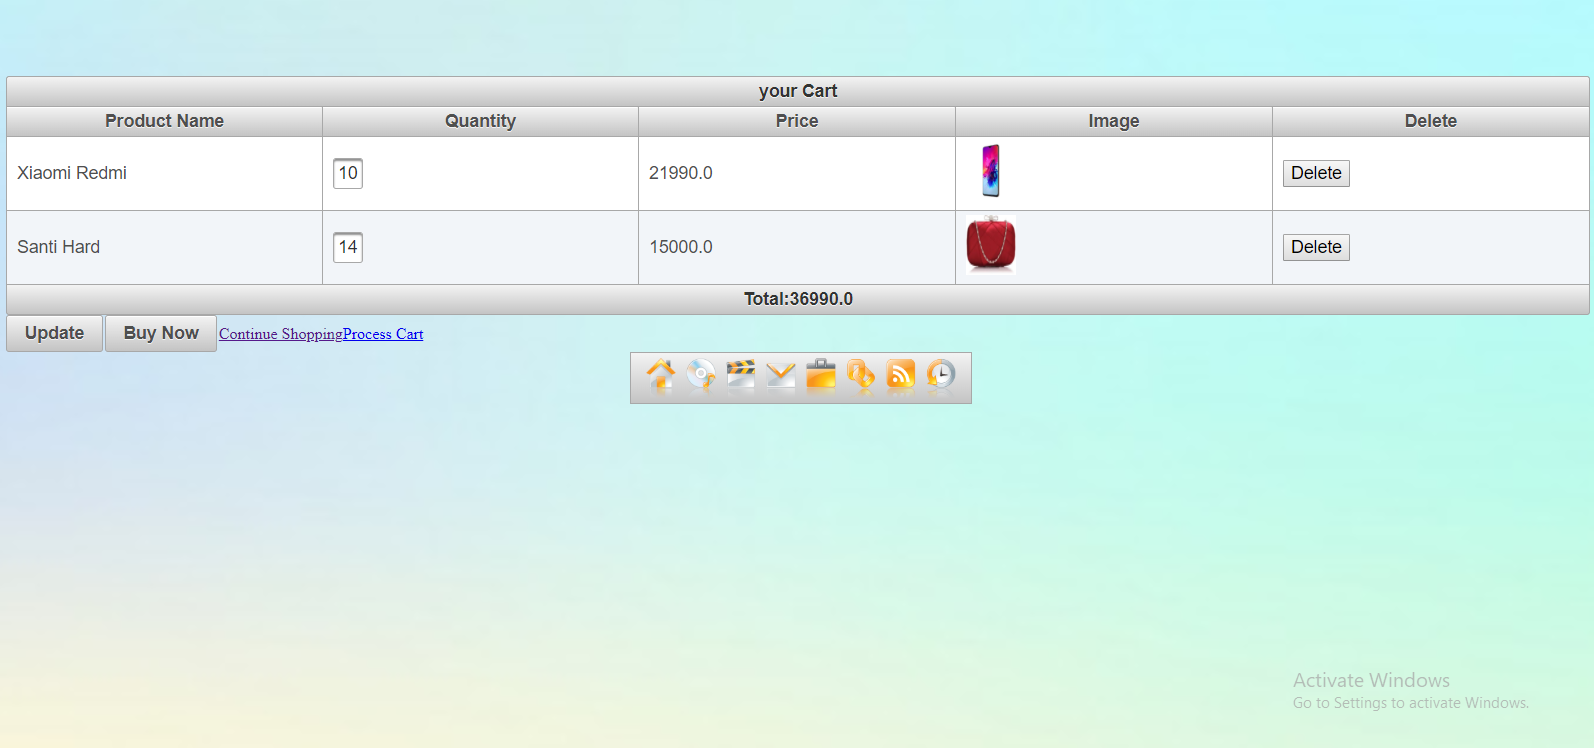 your Cart
Product Name Quantity Price Image Delete
Xiaomi Redmi 10 21990.0 Delete
Santi Hard 14 15000.0 Delete
Total:36990.0
Update Buy Now Continue ShoppingProcess Cart
Activate Windows
Go to Settings to activate Windows.